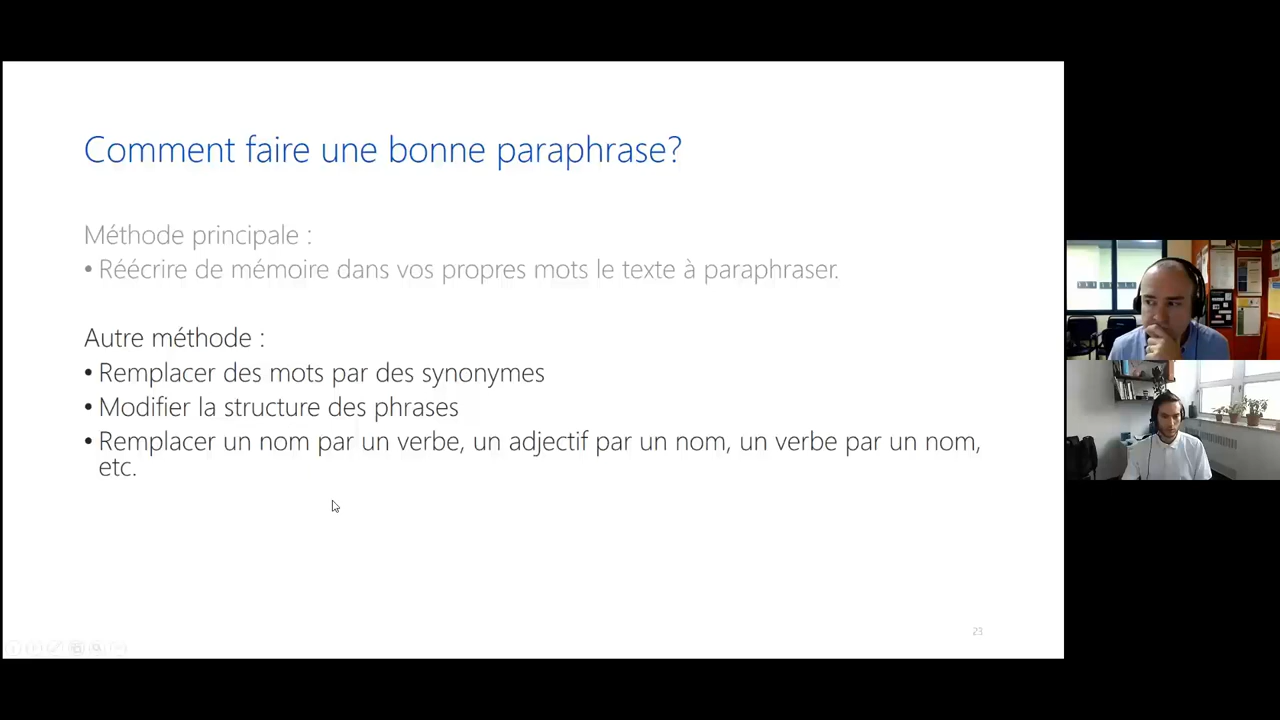 Comment faire une bonne paraphrase?
Méthode principale :
• Réécrire de mémoire dans vos propres mots le texte à paraphraser.
Autre méthode :
• Remplacer des mots par des synonymes
• Modifier la structure des phrases
• Remplacer un nom par un verbe, un adjectif par un nom, un verbe par un nom,
etc.
23